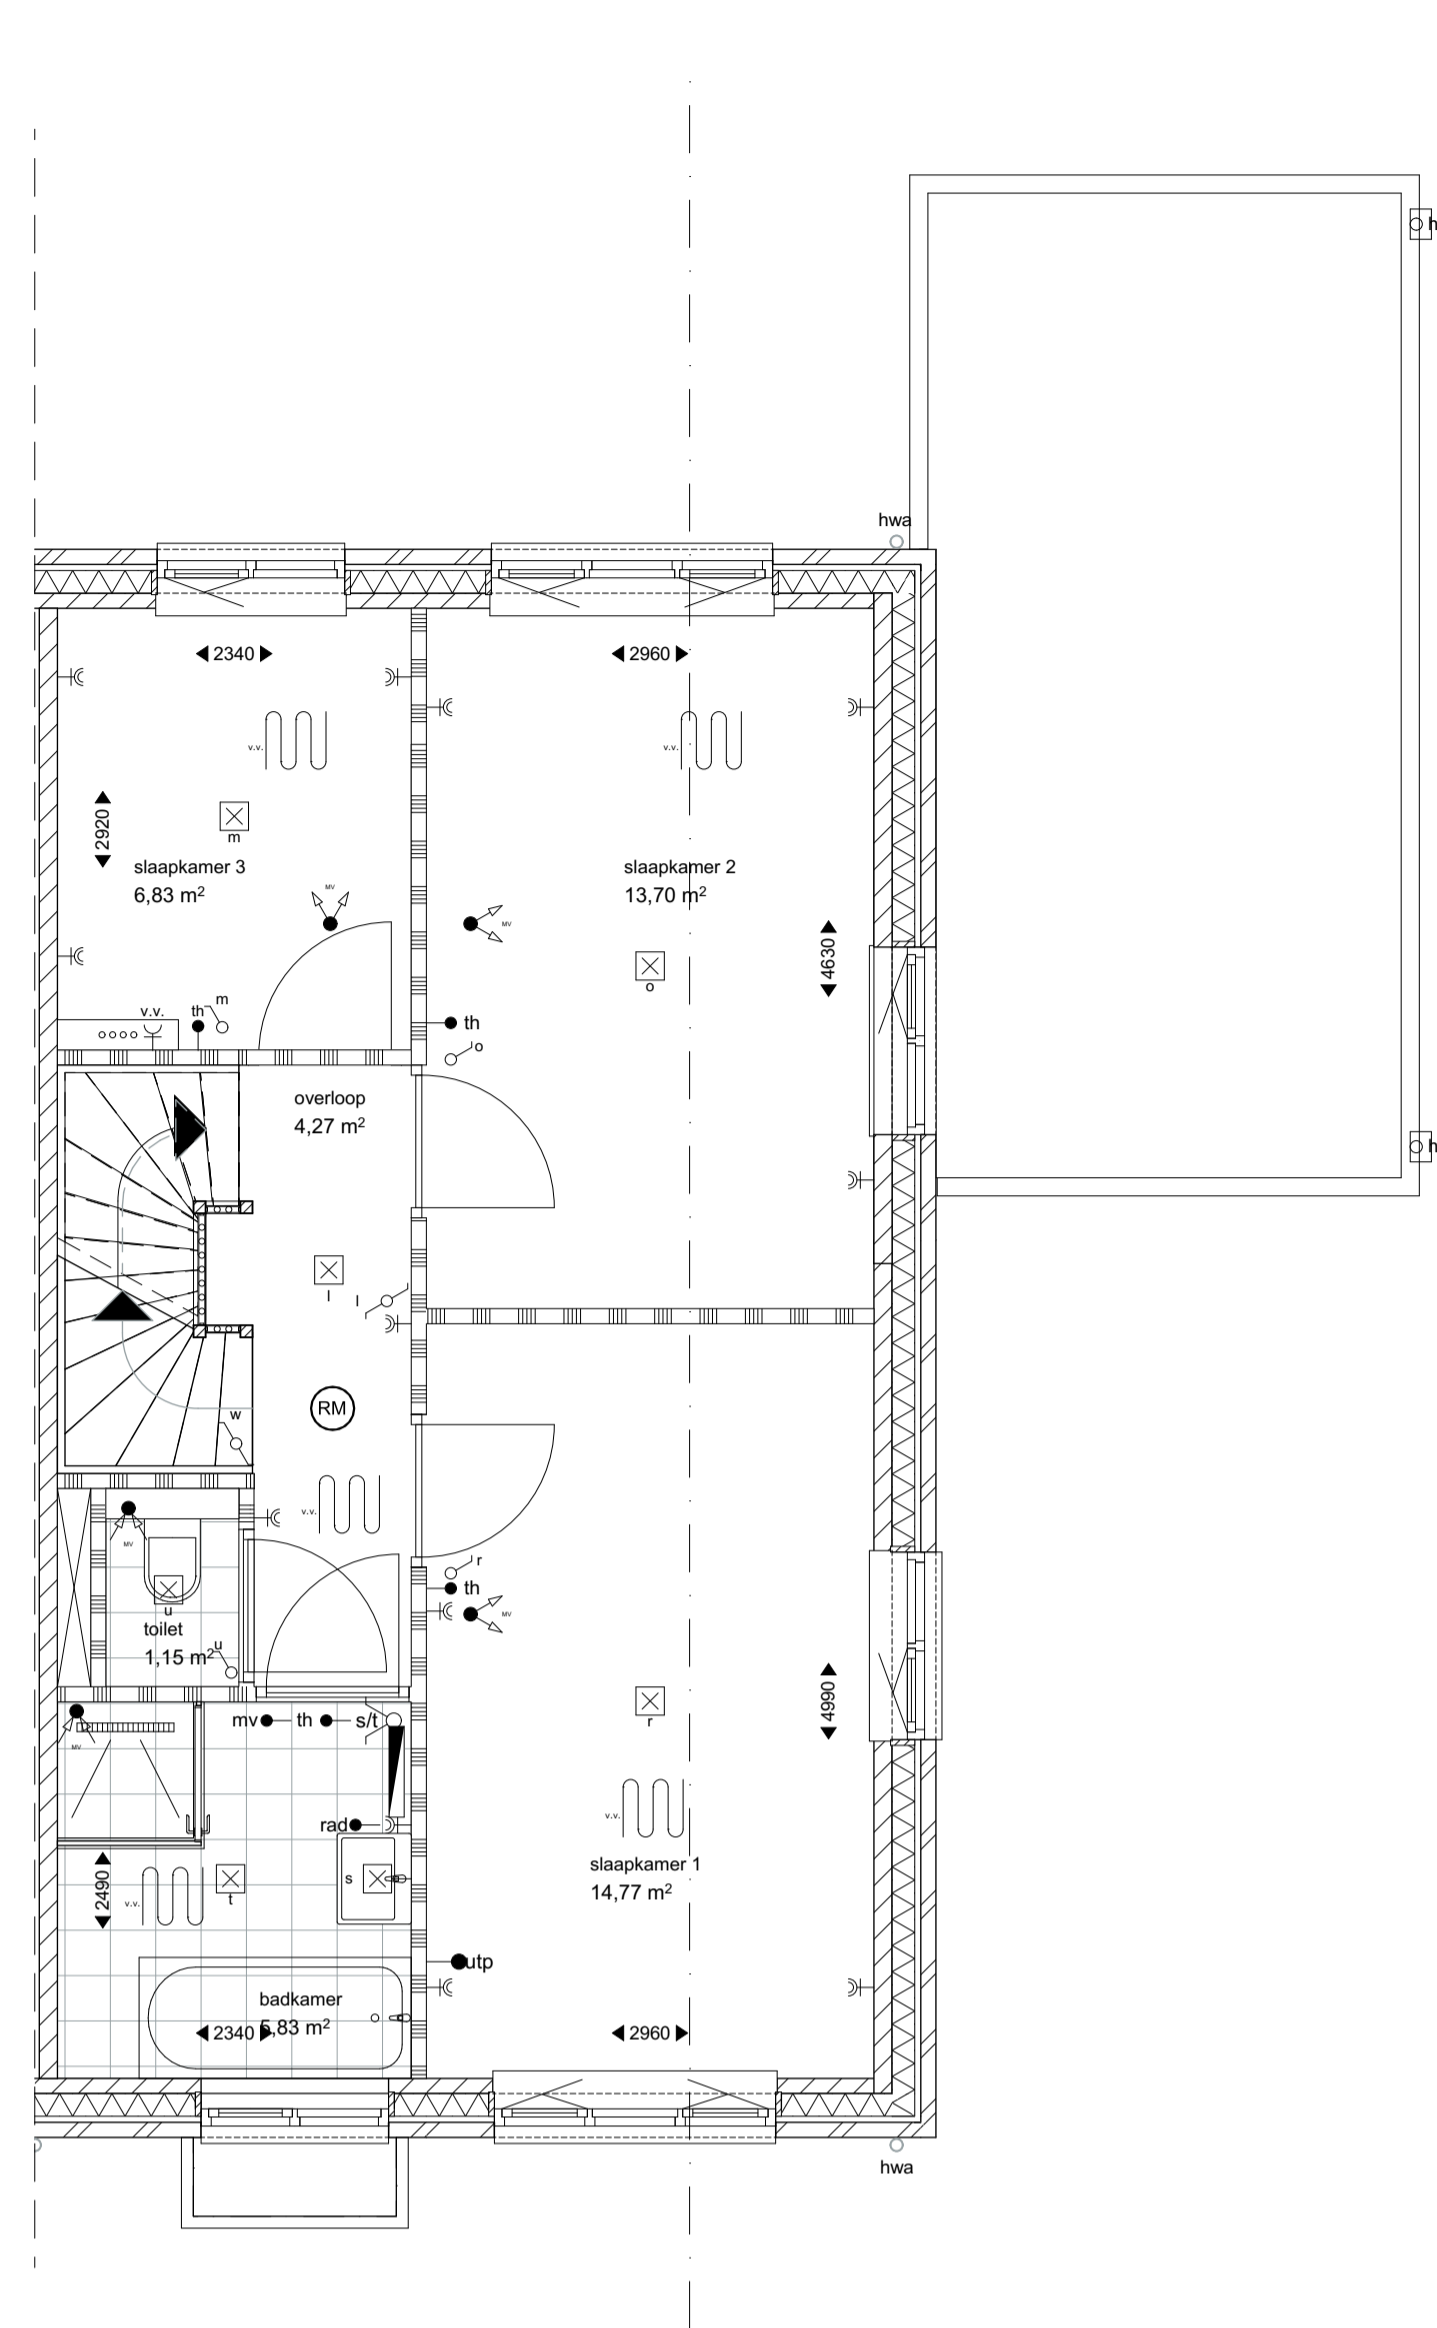 h
hwa
2340
2960
v.v.
v.v.
2920
m
slaapkamer 3
6,83 m²
slaapkamer 2
13,70 m²
MV
MV
4630
o
v.v.
th
m
th
o
overloop
4,27 m²
h
l
l
RM
w
v.v.
MV
r
th
MV
u
toilet
1,15 m²
u
mv
th
s/t
MV
4990
r
rad
v.v.
slaapkamer 1
14,77 m²
2490
v.v.
t
s
utp
badkamer
5,83 m²
2340
2960
hwa